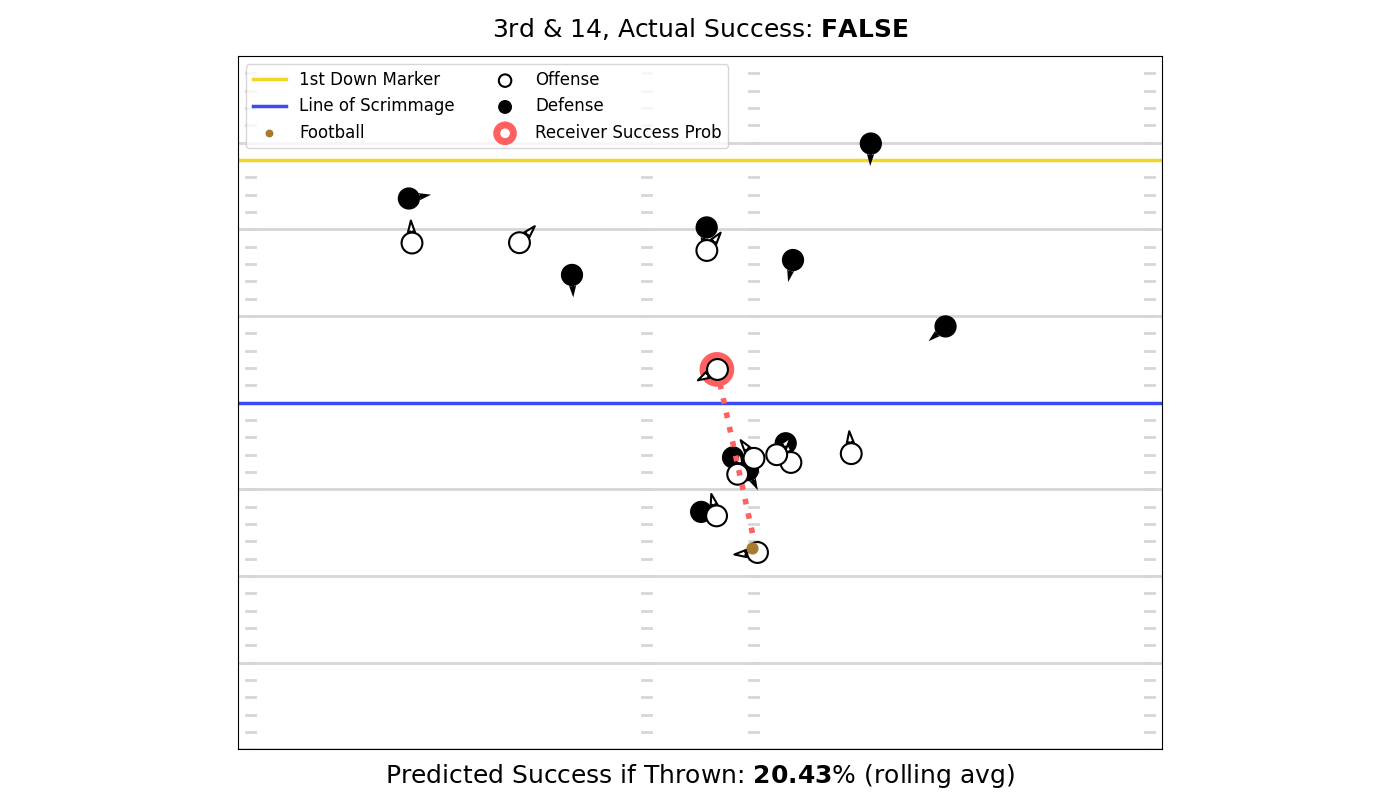 3rd & 14, Actual Success: FALSE
1st Down Marker
Line of Scrimmage
Football
Offense
Defense
Receiver Success Prob
Predicted Success if Thrown: 20.43% (rolling avg)